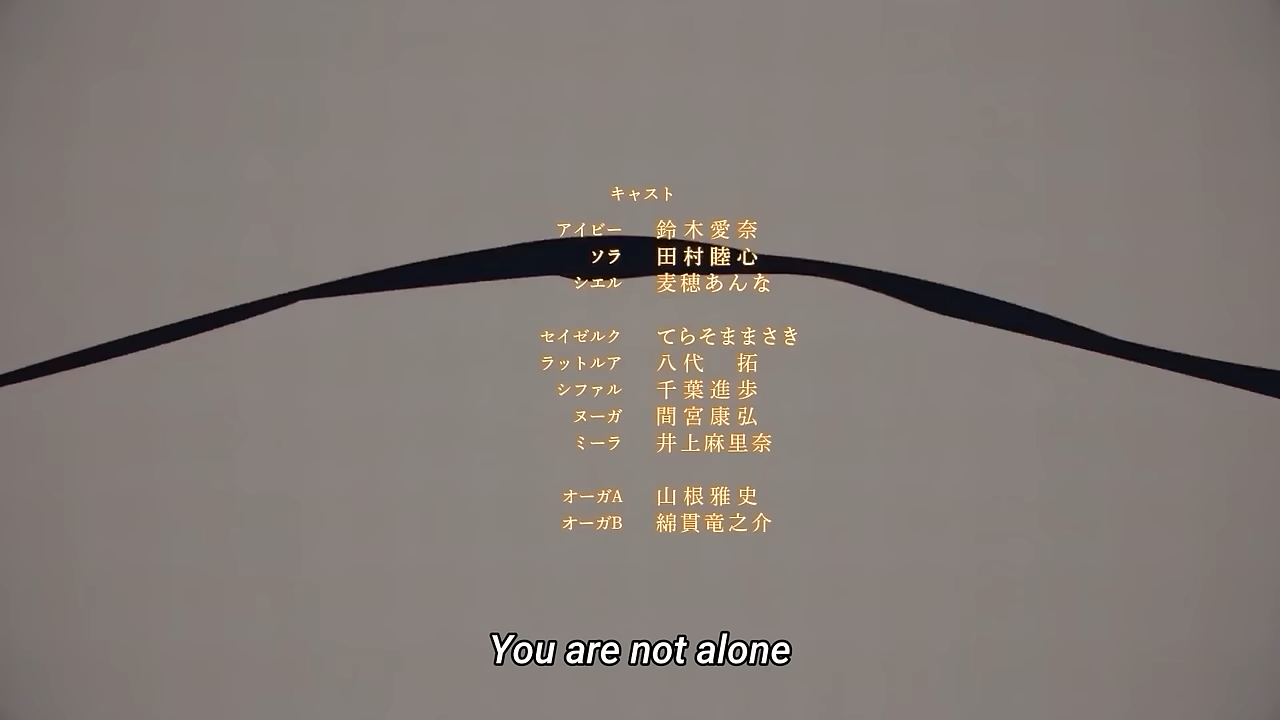 キャスト
アイビー 鈴木愛奈
ソラ 田村睦心
シエル 麦穂あんな
セイゼルク てらそままさき
ラットルア 八代 拓
シファル 千葉進歩
ヌーガ 間宮康弘
ミーラ 井上麻里奈
オーガA 山根雅史
オーガB 綿貫竜之介
You are not alone